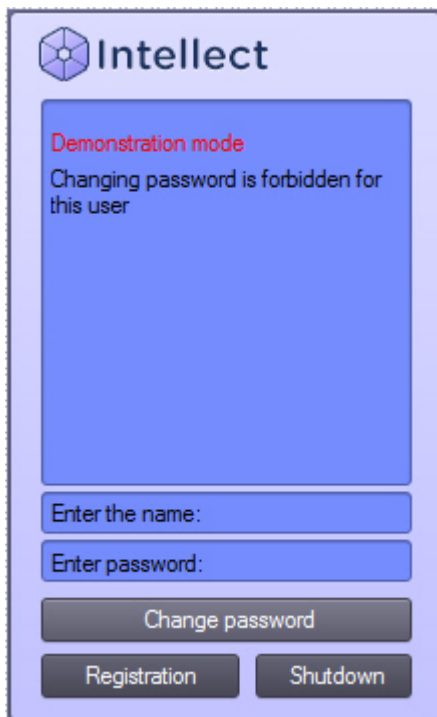 Intellect
Demonstration mode
Changing password is forbidden for
this user
Enter the name:
Enter password:
Change password
Registration
Shutdown